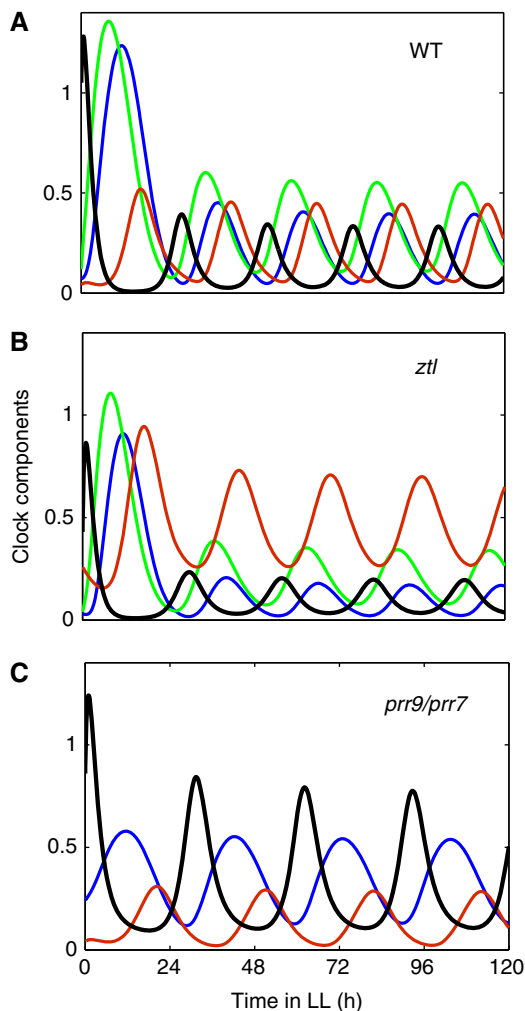 A
WT
1
0.5
0
B
ztl
1
0.5
0
Clock components
C
prr9/prr7
1
0.5
0
0 24 48 72 96 120
Time in LL (h)